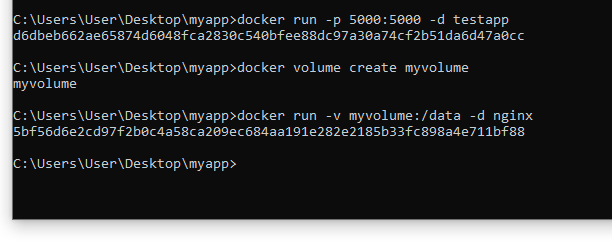 C:\Users\User\Desktop\myapp>docker run -p 5000:5000 -d testapp
d6dbeb662ae65874d6048fca2830c540bfee88dc97a30a74cf2b51da6d47a0cc
C:\Users\User\Desktop\myapp>docker volume create myvolume
myvolume
C:\Users\User\Desktop\myapp>docker run -v myvolume:/data -d nginx
5bf56d6e2cd97f2b0c4a58ca209ec684aa191e282e2185b33fc898a4e711bf88
C:\Users\User\Desktop\myapp>